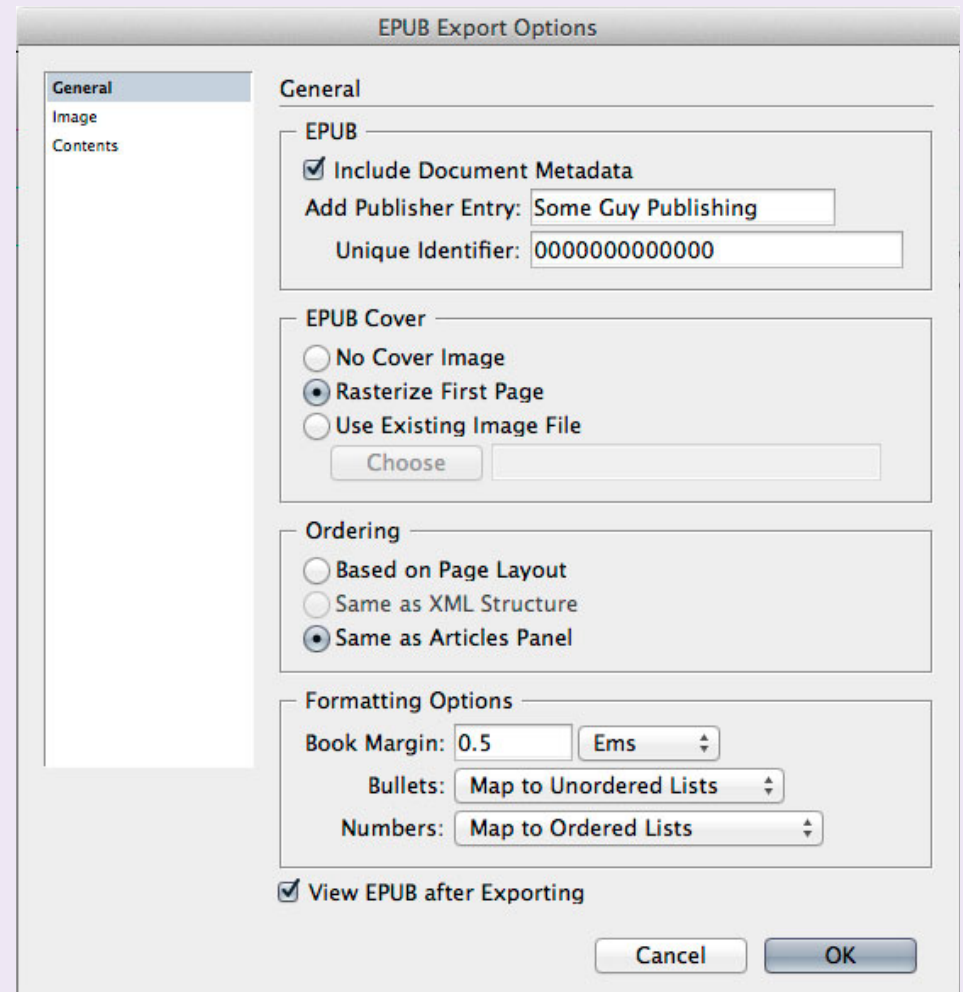 EPUB Export Options
General
Image
Contents
General
EPUB
Include Document Metadata
Add Publisher Entry: Some Guy Publishing
Unique Identifier: 0000000000000
EPUB Cover
No Cover Image
Rasterize First Page
Use Existing Image File
Choose
Ordering
Based on Page Layout
Same as XML Structure
Same as Articles Panel
Formatting Options
Book Margin: 0.5 Ems
Bullets: Map to Unordered Lists
Numbers: Map to Ordered Lists
View EPUB after Exporting
Cancel OK